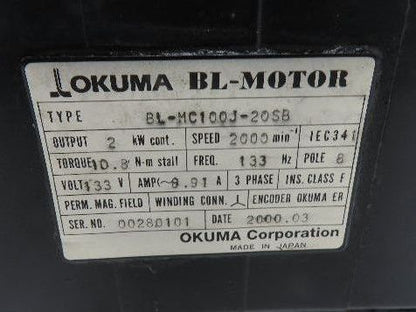 OKUMA BL-MOTOR
TYPE BL-MC100J-20SB
OUTPUT 2 kW cont. SPEED 2000 min⁻¹ IEC341
TORQUE 10.8 N-m stall FREQ. 133 Hz POLE 8
VOLT 133 V AMP 8.91 A 3 PHASE INS. CLASS F
PERM. MAG. FIELD WINDING CONN. ENCODER OKUMA ER
SER. NO. 00280101 DATE 2000.03
OKUMA Corporation
MADE IN JAPAN